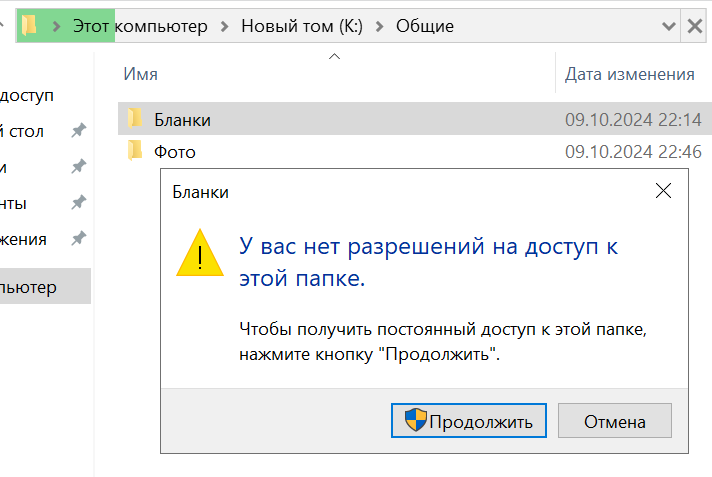 Этот компьютер Новый том (K:) Общие
Имя Дата изменения
доступ
й стол
и
нты
жения
пьютер
Бланки 09.10.2024 22:14
Фото 09.10.2024 22:46
Бланки
У вас нет разрешений на доступ к
этой папке.
Чтобы получить постоянный доступ к этой папке,
нажмите кнопку "Продолжить".
Продолжить Отмена